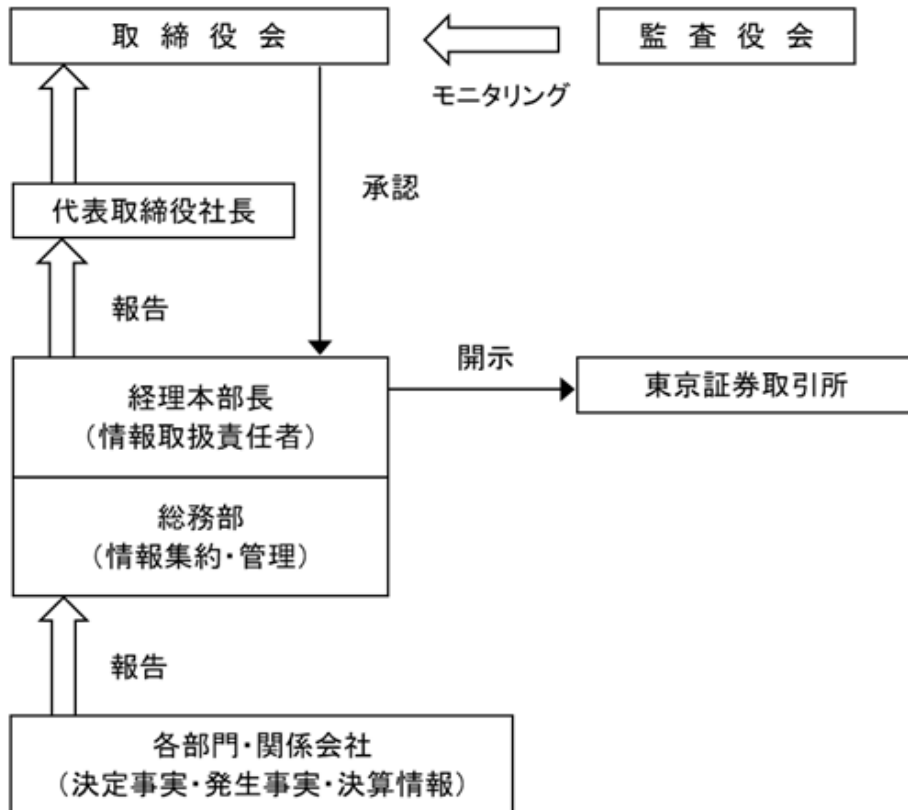 取締役会
監査役会
モニタリング
承認
代表取締役社長
報告
開示
経理本部長
（情報取扱責任者）
東京証券取引所
総務部
（情報集約・管理）
報告
各部門・関係会社
（決定事実・発生事実・決算情報）